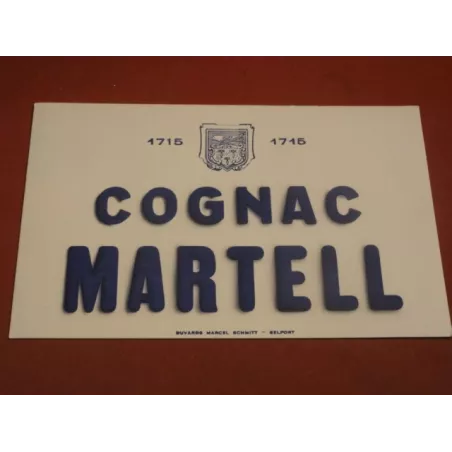 1715 1715
COGNAC
MARTELL
BUVARDS MARCEL SCHMITT - BELFORT